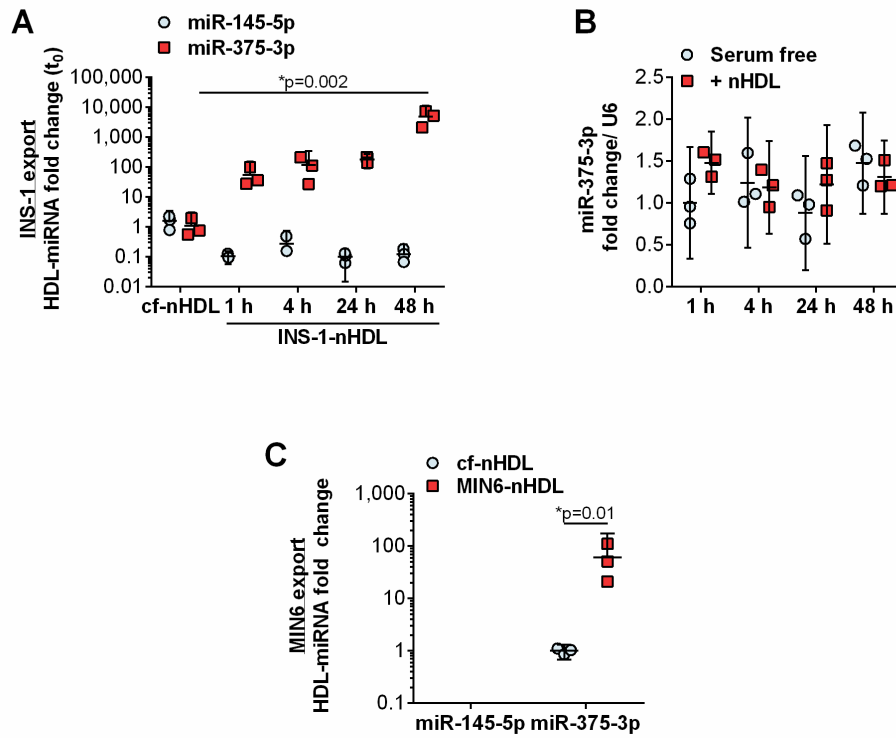 A
miR-145-5p
miR-375-3p
INS-1 export
HDL-miRNA fold change (t0)
100,000
10,000
1,000
100
10
1
0.1
0.01
*p=0.002
cf-nHDL 1 h 4 h 24 h 48 h
INS-1-nHDL
B
Serum free
+ nHDL
miR-375-3p
fold change/ U6
2.5
2.0
1.5
1.0
0.5
0.0
1 h 4 h 24 h 48 h
C
cf-nHDL
MIN6-nHDL
MIN6 export
HDL-miRNA fold change
1,000
100
10
1
0.1
*p=0.01
miR-145-5p miR-375-3p